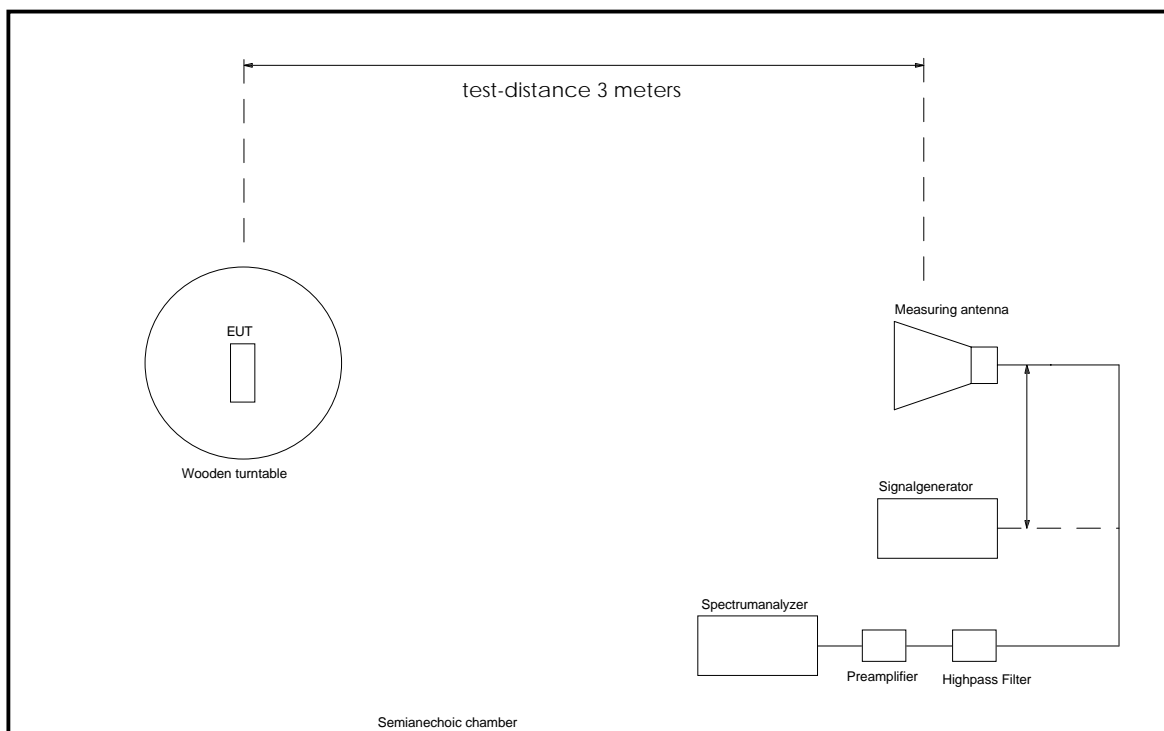 test-distance 3 meters
Measuring antenna
EUT
Wooden turntable
Signalgenerator
Spectrumanalyzer
Preamplifier
Highpass Filter
Semianechoic chamber